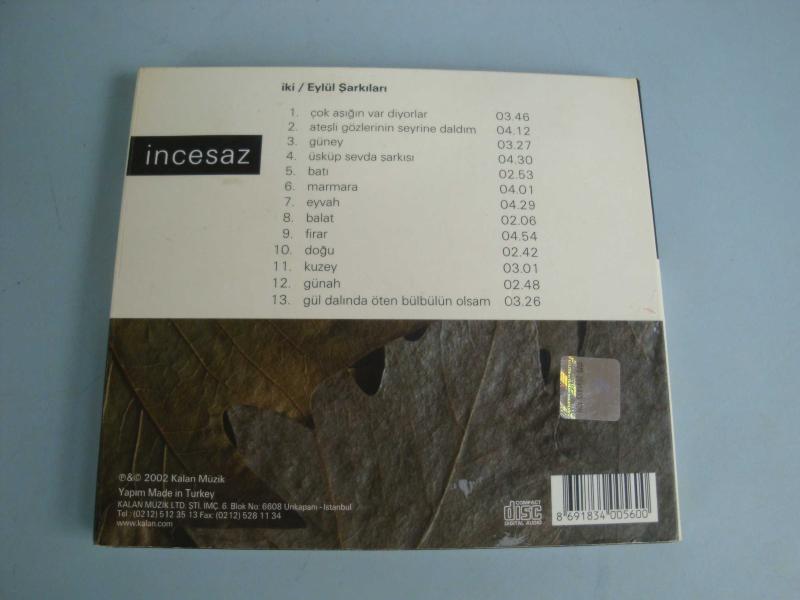 iki / Eylül Şarkıları
incesaz
1. çok aşığın var diyorlar 03.46
2. ateşli gözlerinin seyrine daldım 04.12
3. güney 03.27
4. üsküp sevda şarkısı 04.30
5. batı 02.53
6. marmara 04.01
7. eyvah 04.29
8. balat 02.06
9. firar 04.54
10. doğu 02.42
11. kuzey 03.01
12. günah 02.48
13. gül dalında öten bülbülün olsam 03.26
℗&© 2002 Kalan Müzik
Yapım Made in Turkey
KALAN MÜZİK LTD. ŞTİ. İMÇ. 6. Blok No: 6608 Unkapanı - İstanbul
Tel : (0212) 512 35 13 Fax: (0212) 528 11 34
www.kalan.com
COMPACT
disc
DIGITAL AUDIO
8 691834 005600